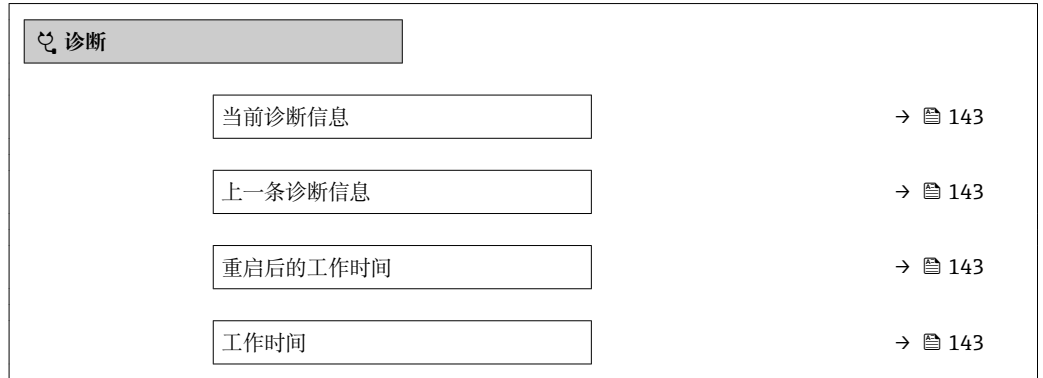 诊断
当前诊断信息 → 143
上一条诊断信息 → 143
重启后的工作时间 → 143
工作时间 → 143